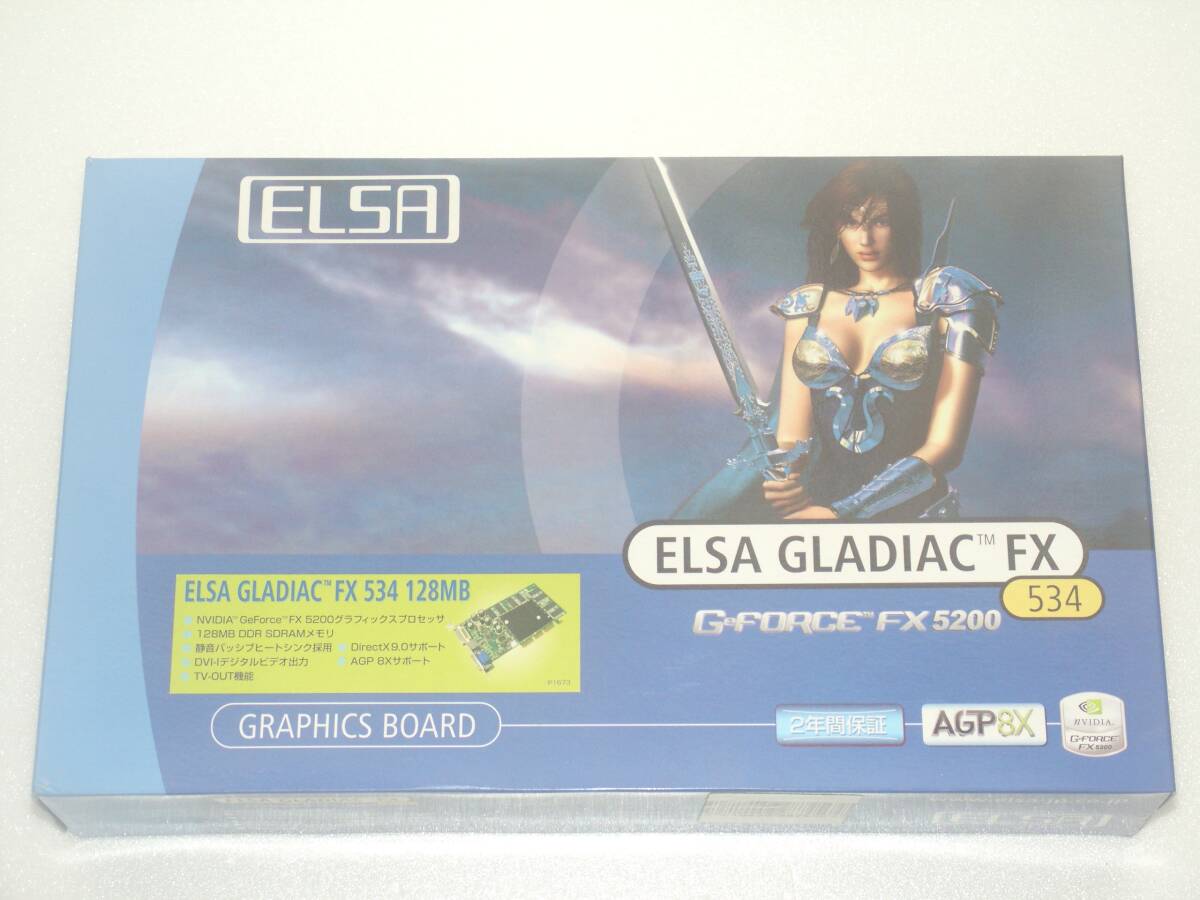 ELSA
ELSA GLADIAC™ FX
534
GeFORCE™ FX 5200
ELSA GLADIAC™ FX 534 128MB
NVIDIA™ GeForce™ FX 5200グラフィックスプロセッサ
128MB DDR SDRAMメモリ
静音パッシブヒートシンク採用
DirectX9.0サポート
DVI-Iデジタルビデオ出力
AGP 8Xサポート
TV-OUT機能
P1673
GRAPHICS BOARD
2年間保証
AGP8X
NVIDIA.
GeFORCE
FX 5200
ELSA